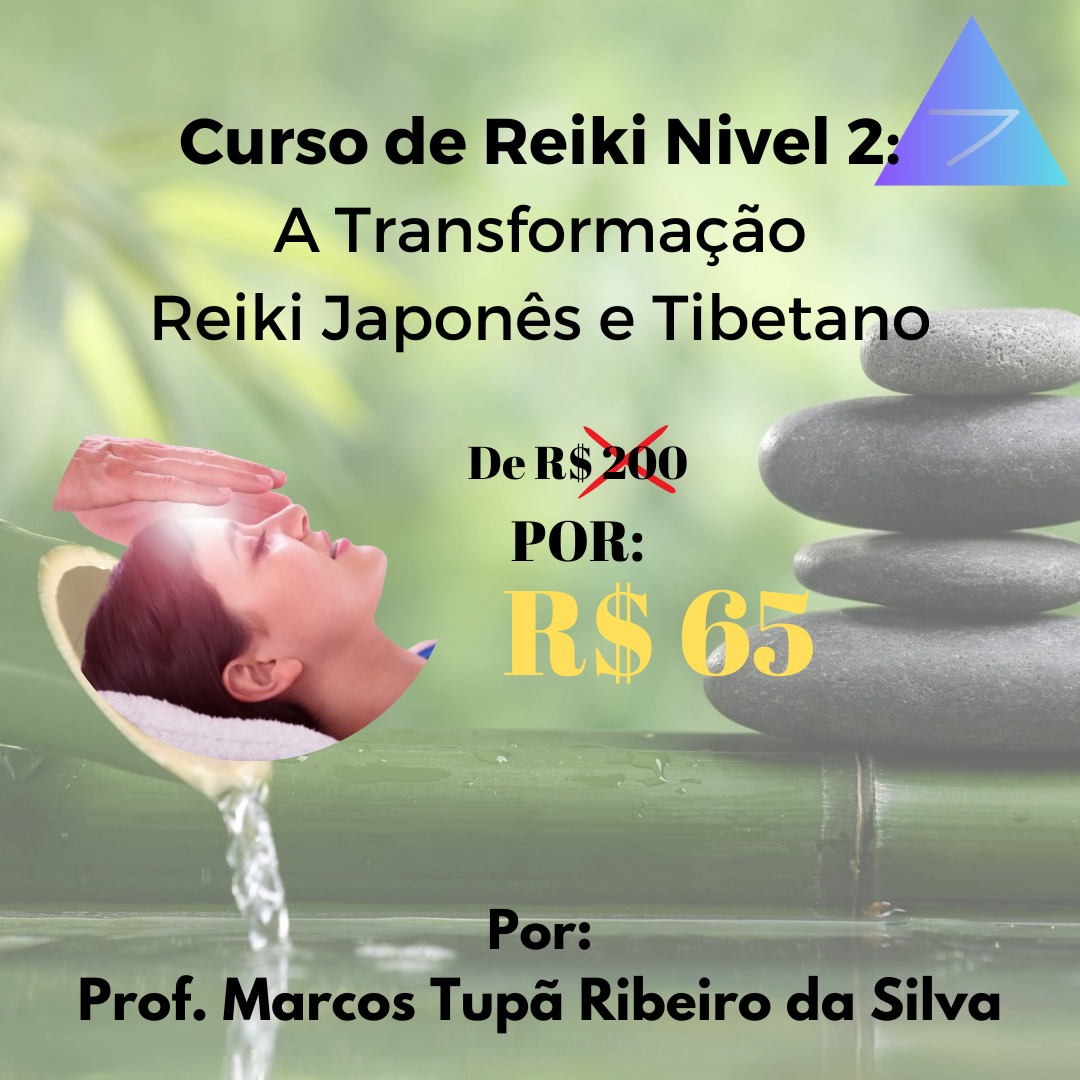 Curso de Reiki Nivel 2:
A Transformação
Reiki Japonês e Tibetano
De R$ 200
POR:
R$ 65
Por:
Prof. Marcos Tupã Ribeiro da Silva